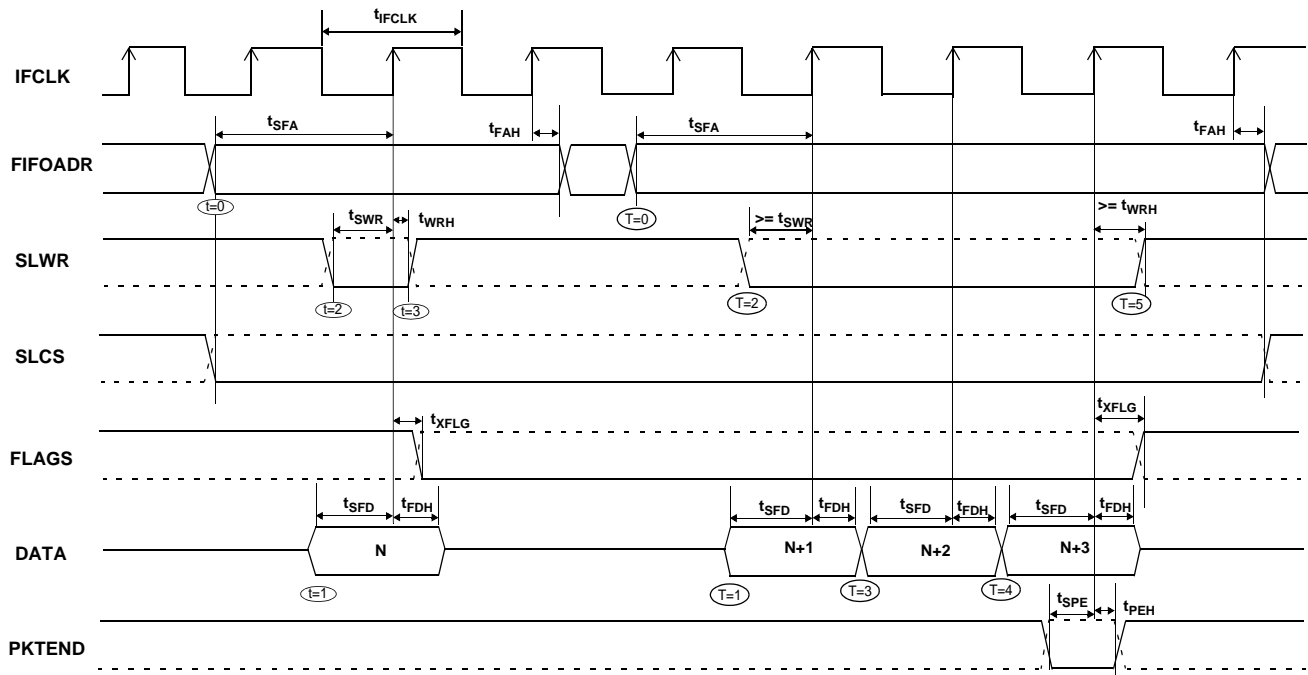 tIFCLK
IFCLK
tSFA
tFAH
tSFA
tFAH
FIFOADR
t=0
tSWR
tWRH
T=0
>= tSWR
>= tWRH
SLWR
t=2
t=3
T=2
T=5
SLCS
tXFLG
tXFLG
FLAGS
tSFD
tFDH
tSFD
tFDH
tSFD
tFDH
tSFD
tFDH
DATA
N
N+1
N+2
N+3
t=1
T=1
T=3
T=4
tSPE
tPEH
PKTEND